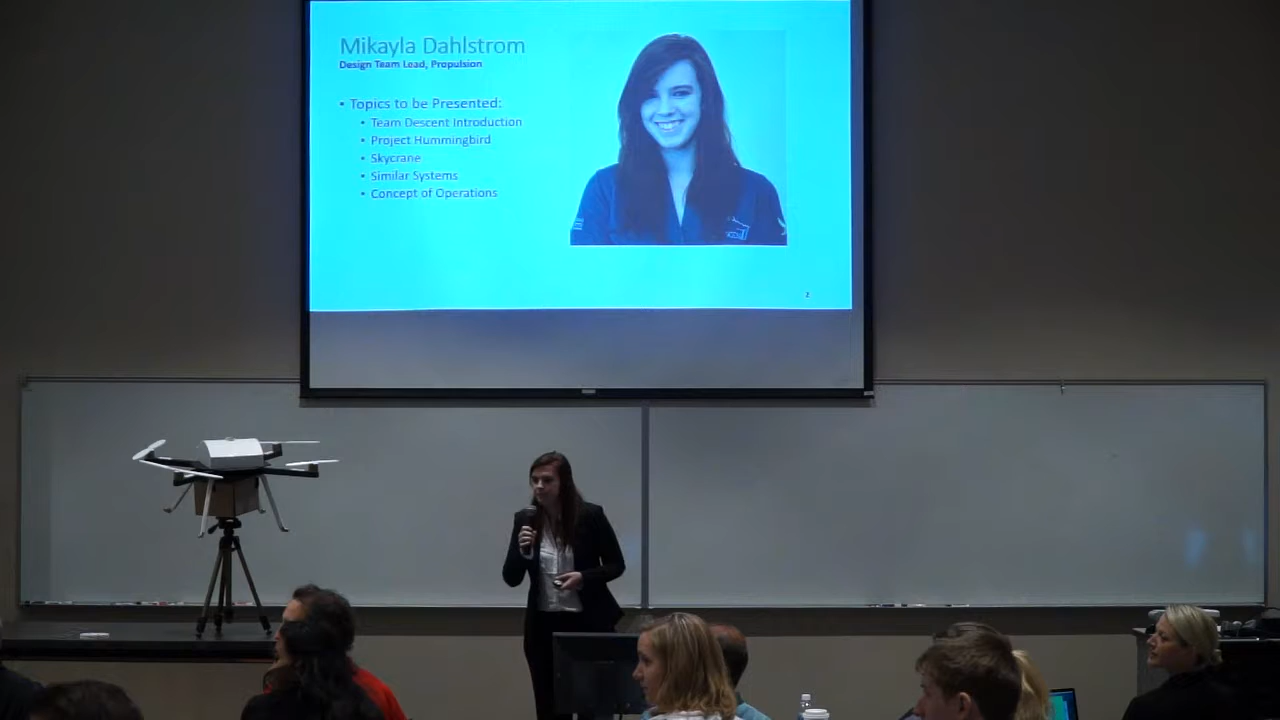 Mikayla Dahlstrom
Design Team Lead, Propulsion
• Topics to be Presented:
• Team Descent Introduction
• Project Hummingbird
• Skycrane
• Similar Systems
• Concept of Operations
2